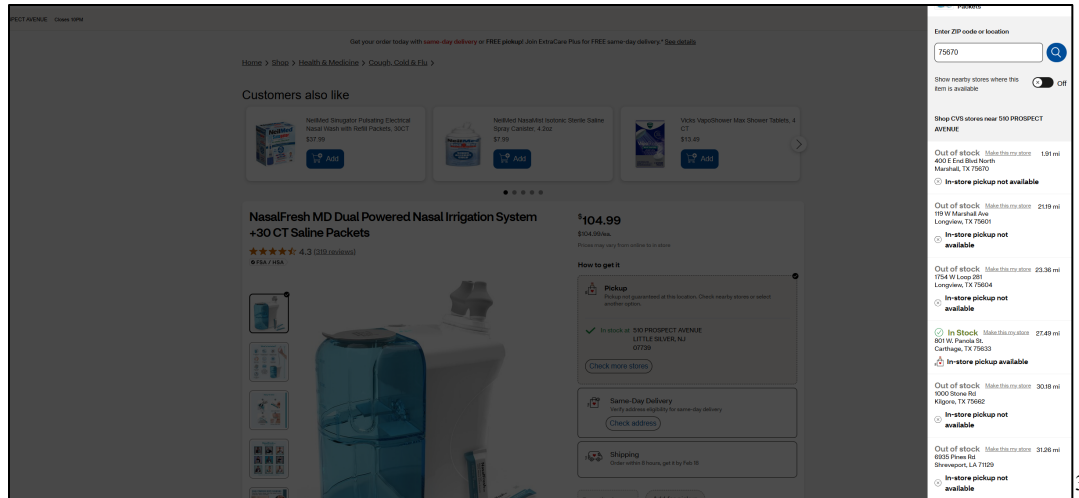 PECT AVENUE Closes 10PM
Get your order today with same-day delivery or FREE pickup! Join ExtraCare Plus for FREE same-day delivery.* See details
Home > Shop > Health & Medicine > Cough, Cold & Flu >
Customers also like
NeilMed Sinugator Pulsating Electrical
Nasal Wash with Refill Packets, 30CT
$37.99
Add
NeilMed NasaMist Isotonic Sterile Saline
Spray Canister, 4.2oz
$7.99
Add
Vicks VapoShower Max Shower Tablets, 4
CT
$13.49
Add
NasalFresh MD Dual Powered Nasal Irrigation System
+30 CT Saline Packets
4.3 (319 reviews)
FSA / HSA
$104.99
$104.99/ea.
Prices may vary from online to in store
How to get it
Pickup
Pickup not guaranteed at this location. Check nearby stores or select
another option.
In stock at 510 PROSPECT AVENUE
LITTLE SILVER, NJ
07739
Check more stores
Same-Day Delivery
Verify address eligibility for same-day delivery
Check address
Shipping
Order within 8 hours, get it by Feb 18
Packets
Enter ZIP code or location
75670
Show nearby stores where this
item is available
Off
Shop CVS stores near 510 PROSPECT
AVENUE
Out of stock Make this my store 1.91 mi
400 E End Blvd North
Marshall, TX 75670
In-store pickup not available
Out of stock Make this my store 21.19 mi
119 W Marshall Ave
Longview, TX 75601
In-store pickup not
available
Out of stock Make this my store 23.36 mi
1754 W Loop 281
Longview, TX 75604
In-store pickup not
available
In Stock Make this my store 27.49 mi
801 W. Panola St.
Carthage, TX 75633
In-store pickup available
Out of stock Make this my store 30.18 mi
1000 Stone Rd
Kilgore, TX 75662
In-store pickup not
available
Out of stock Make this my store 31.26 mi
6935 Pines Rd
Shreveport, LA 71129
In-store pickup not
available